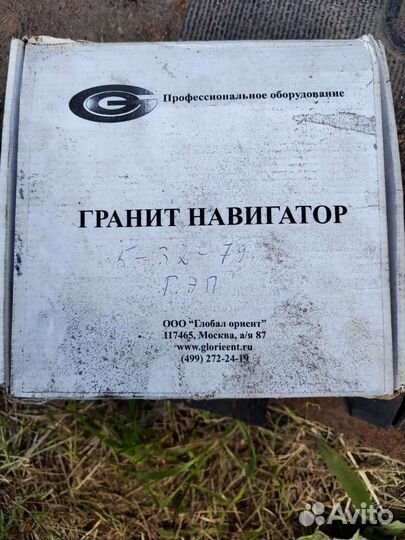 Профессиональное оборудование
ГРАНИТ НАВИГАТОР
К-32-79
Г.ЭП
ООО "Глобал ориент"
117465, Москва, а/я 87
www.glorieent.ru
(499) 272-24-19
Avito